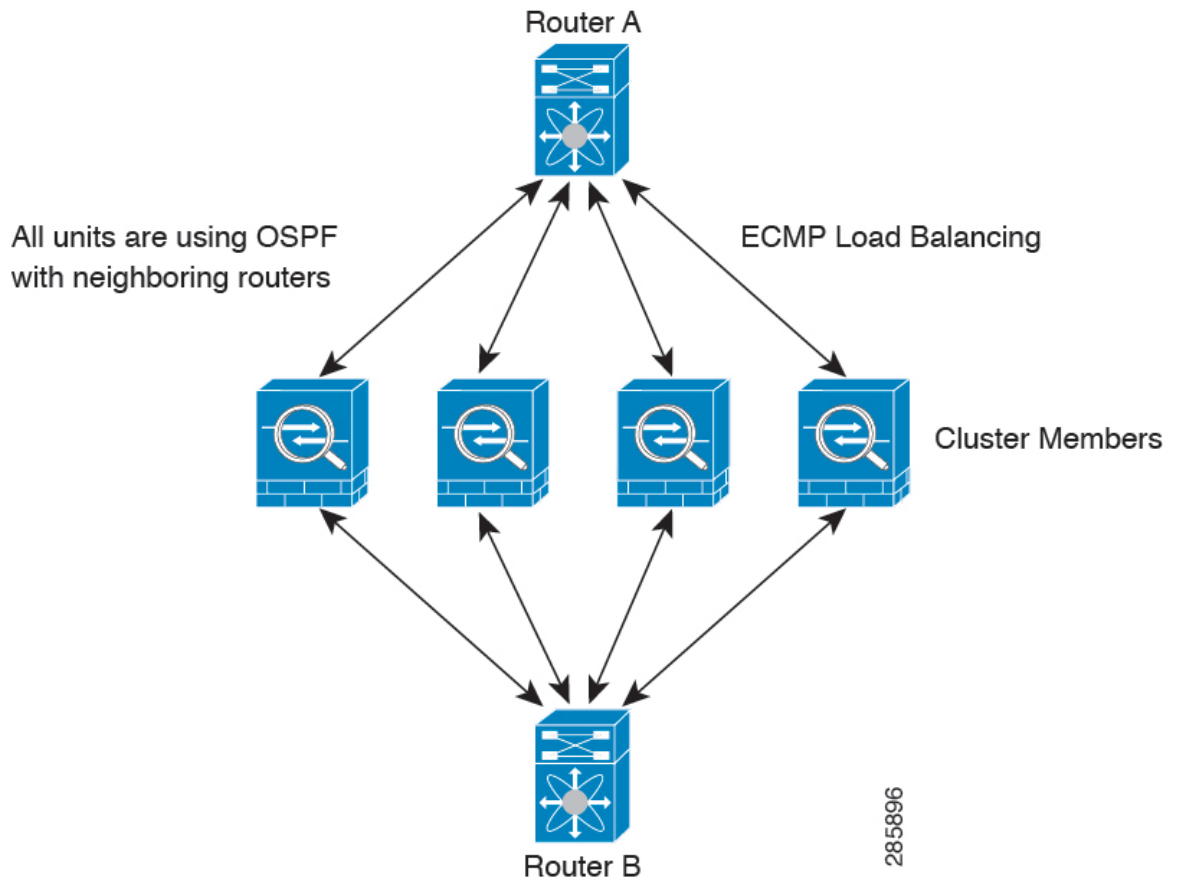 Router A
All units are using OSPF
with neighboring routers
ECMP Load Balancing
Cluster Members
Router B
285896